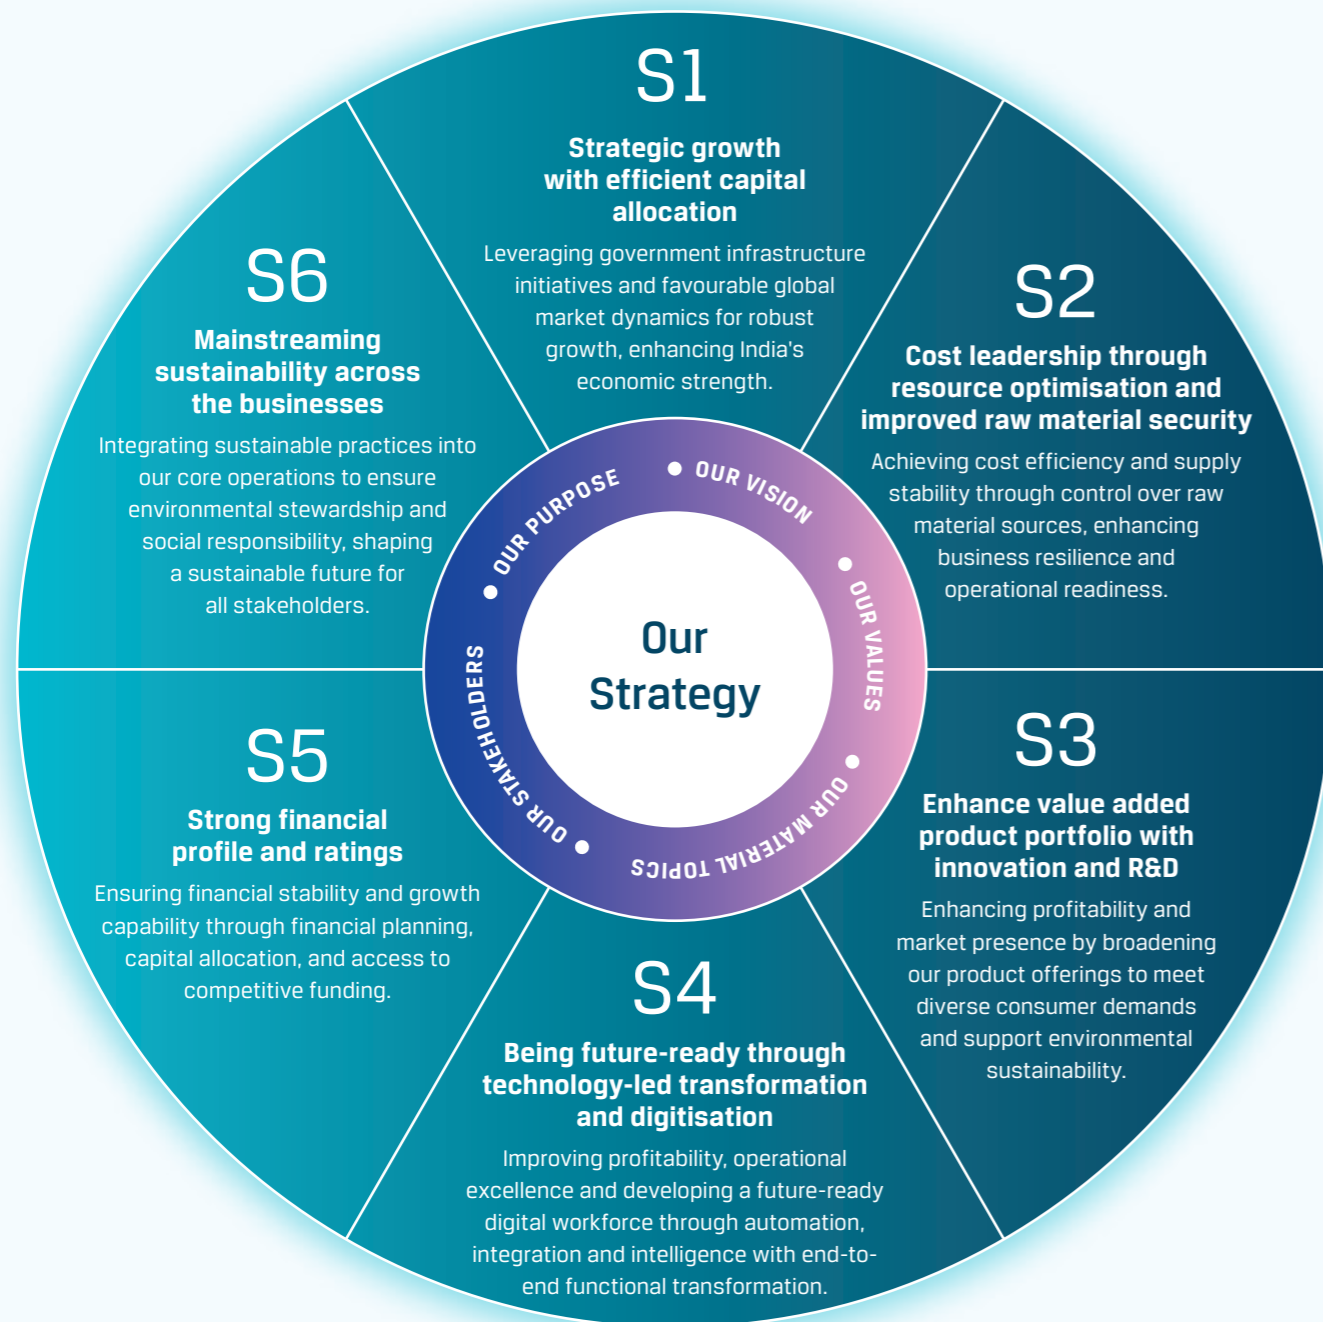 S1
Strategic growth
with efficient capital
allocation
Leveraging government infrastructure
initiatives and favourable global
market dynamics for robust
growth, enhancing India's
economic strength.
S2
Cost leadership through
resource optimisation and
improved raw material security
Achieving cost efficiency and supply
stability through control over raw
material sources, enhancing
business resilience and
operational readiness.
S3
Enhance value added
product portfolio with
innovation and R&D
Enhancing profitability and
market presence by broadening
our product offerings to meet
diverse consumer demands
and support environmental
sustainability.
S4
Being future-ready through
technology-led transformation
and digitisation
Improving profitability, operational
excellence and developing a future-ready
digital workforce through automation,
integration and intelligence with end-to-
end functional transformation.
S5
Strong financial
profile and ratings
Ensuring financial stability and growth
capability through financial planning,
capital allocation, and access to
competitive funding.
S6
Mainstreaming
sustainability across
the businesses
Integrating sustainable practices into
our core operations to ensure
environmental stewardship and
social responsibility, shaping
a sustainable future for
all stakeholders.
• OUR VISION
• OUR VALUES
• OUR MATERIAL TOPICS
• OUR STAKEHOLDERS
• OUR PURPOSE
Our
Strategy